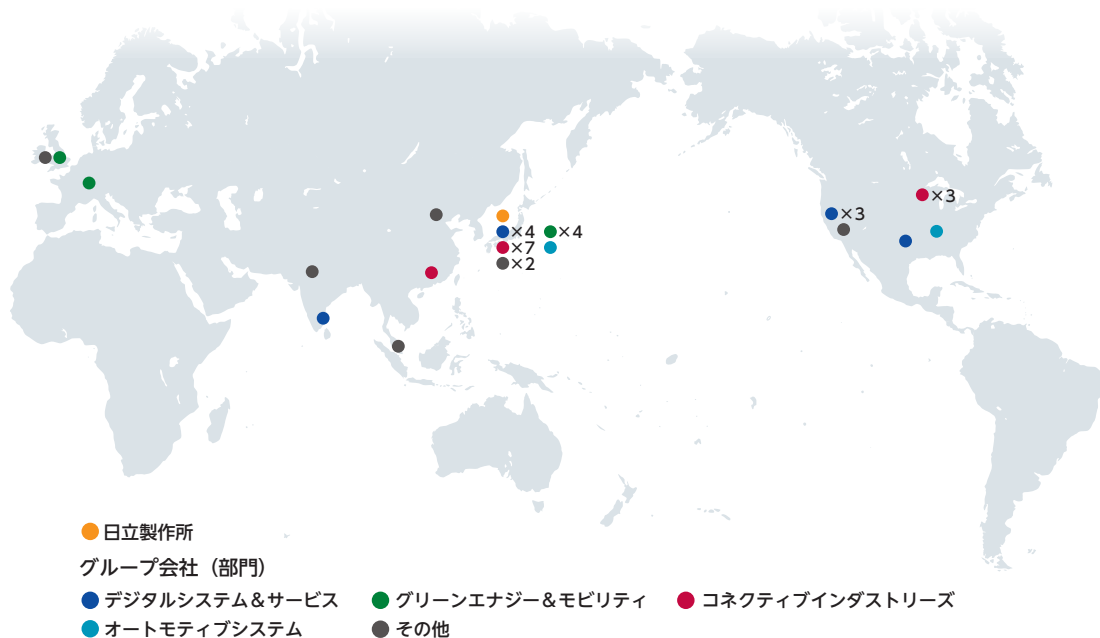 ×3
×3
×4 ×4
×7
×2
日立製作所
グループ会社（部門）
デジタルシステム＆サービス グリーンエナジー＆モビリティ コネクティブインダストリーズ
オートモティブシステム その他